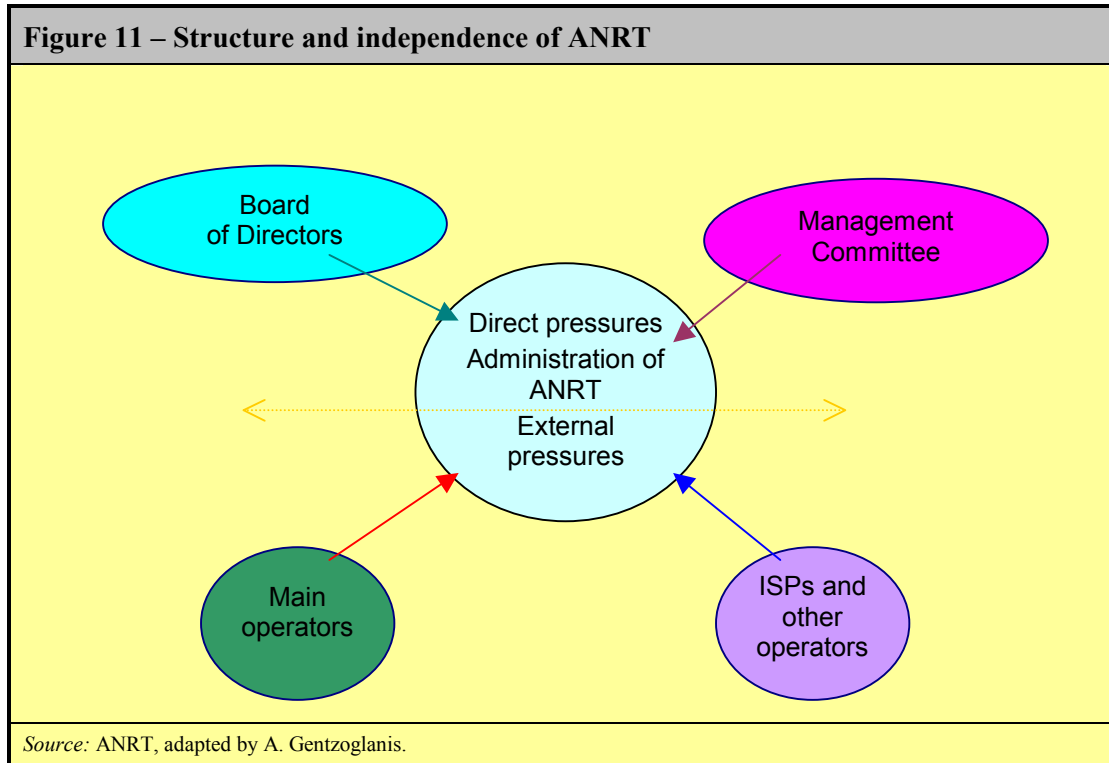 Figure 11 – Structure and independence of ANRT
Board
of Directors
Management
Committee
Direct pressures
Administration of
ANRT
External
pressures
Main
operators
ISPs and
other
operators
Source: ANRT, adapted by A. Gentzoglanis.